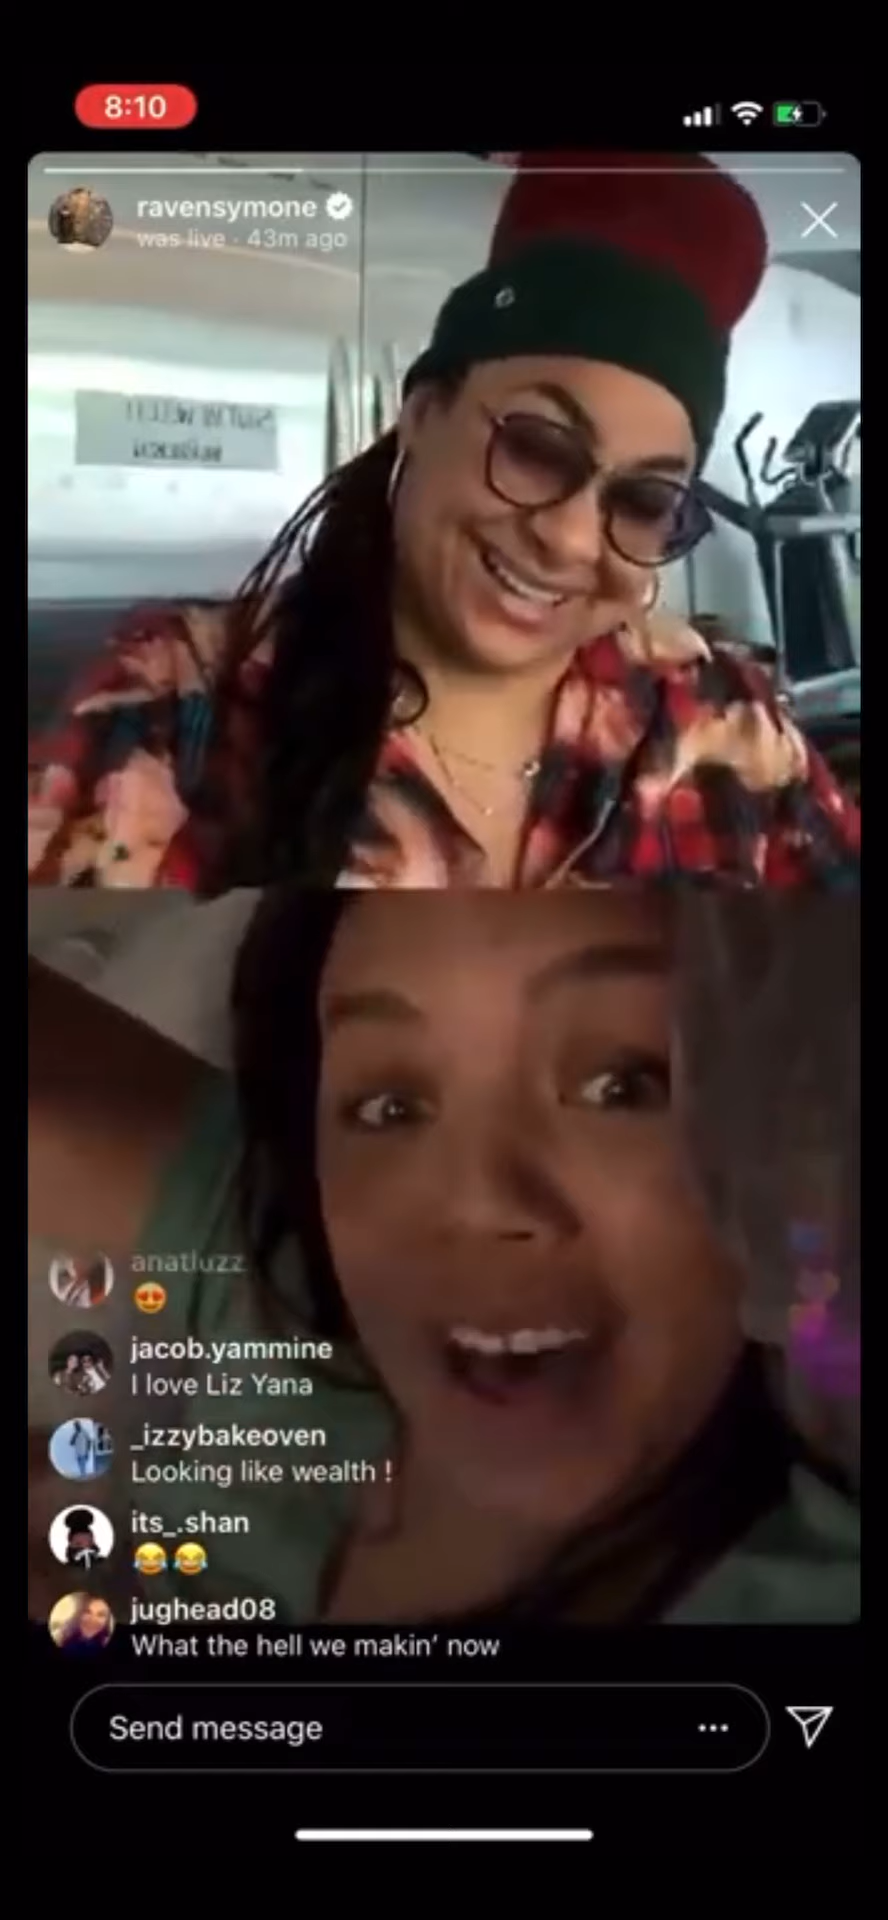 8:10
ravensymone
was live · 43m ago
anatluzz
😍
jacob.yammine
I love Liz Yana
_izzybakeoven
Looking like wealth !
its_.shan
😂😂
jughead08
What the hell we makin' now
Send message